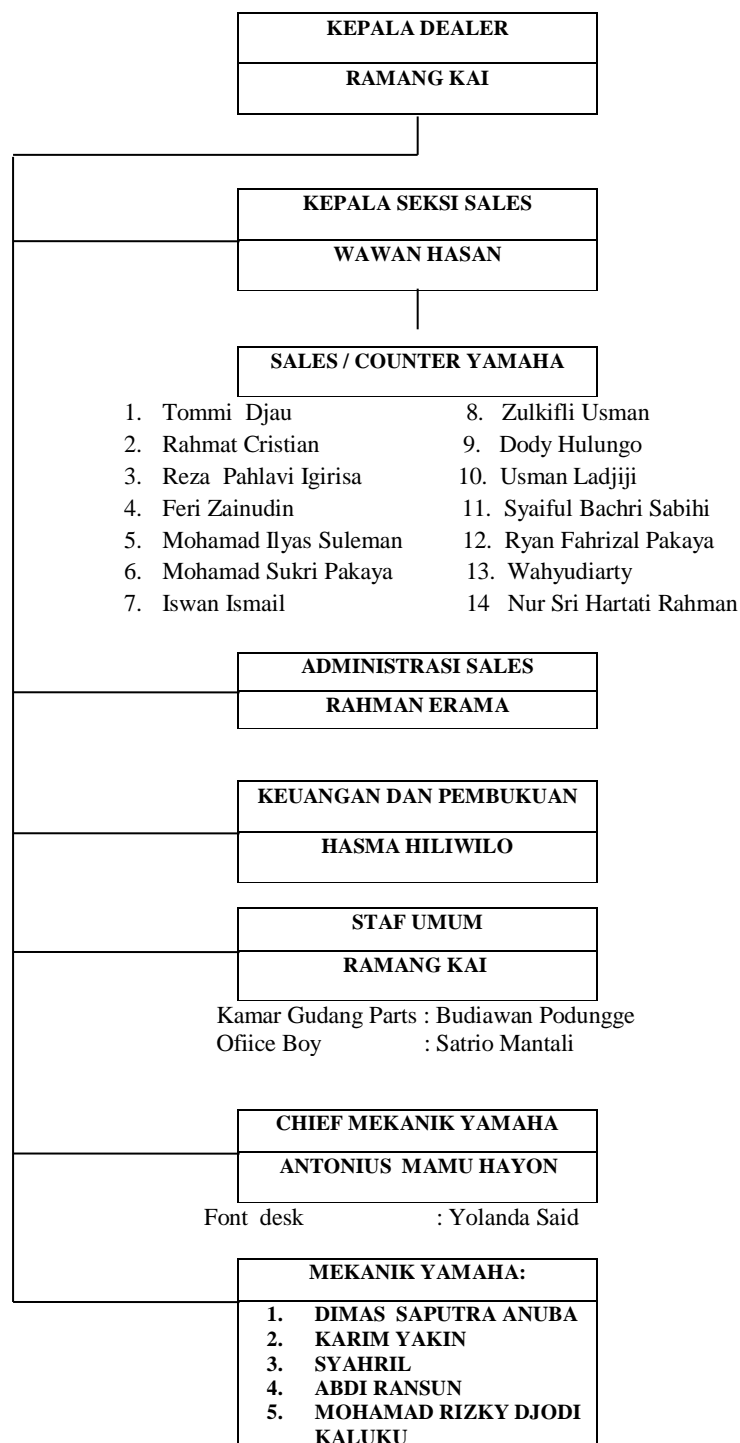 KEPALA DEALER
RAMANG KAI
KEPALA SEKSI SALES
WAWAN HASAN
SALES / COUNTER YAMAHA
1. Tommi Djau
2. Rahmat Cristian
3. Reza Pahlavi Igirisa
4. Feri Zainudin
5. Mohamad Ilyas Suleman
6. Mohamad Sukri Pakaya
7. Iswan Ismail
8. Zulkifli Usman
9. Dody Hulungo
10. Usman Ladjiji
11. Syaiful Bachri Sabihi
12. Ryan Fahrizal Pakaya
13. Wahyudiarty
14 Nur Sri Hartati Rahman
ADMINISTRASI SALES
RAHMAN ERAMA
KEUANGAN DAN PEMBUKUAN
HASMA HILIWILO
STAF UMUM
RAMANG KAI
Kamar Gudang Parts : Budiawan Podungge
Ofiice Boy : Satrio Mantali
CHIEF MEKANIK YAMAHA
ANTONIUS MAMU HAYON
Font desk : Yolanda Said
MEKANIK YAMAHA:
1. DIMAS SAPUTRA ANUBA
2. KARIM YAKIN
3. SYAHRIL
4. ABDI RANSUN
5. MOHAMAD RIZKY DJODI
KALUKU